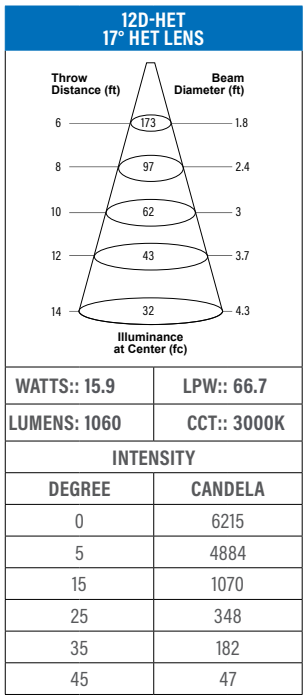 12D-HET
17° HET LENS
Throw Beam
Distance (ft) Diameter (ft)
6 173 1.8
8 97 2.4
10 62 3
12 43 3.7
14 32 4.3
Illuminance
at Center (fc)
WATTS:: 15.9 LPW:: 66.7
LUMENS: 1060 CCT:: 3000K
INTENSITY
DEGREE CANDELA
0 6215
5 4884
15 1070
25 348
35 182
45 47